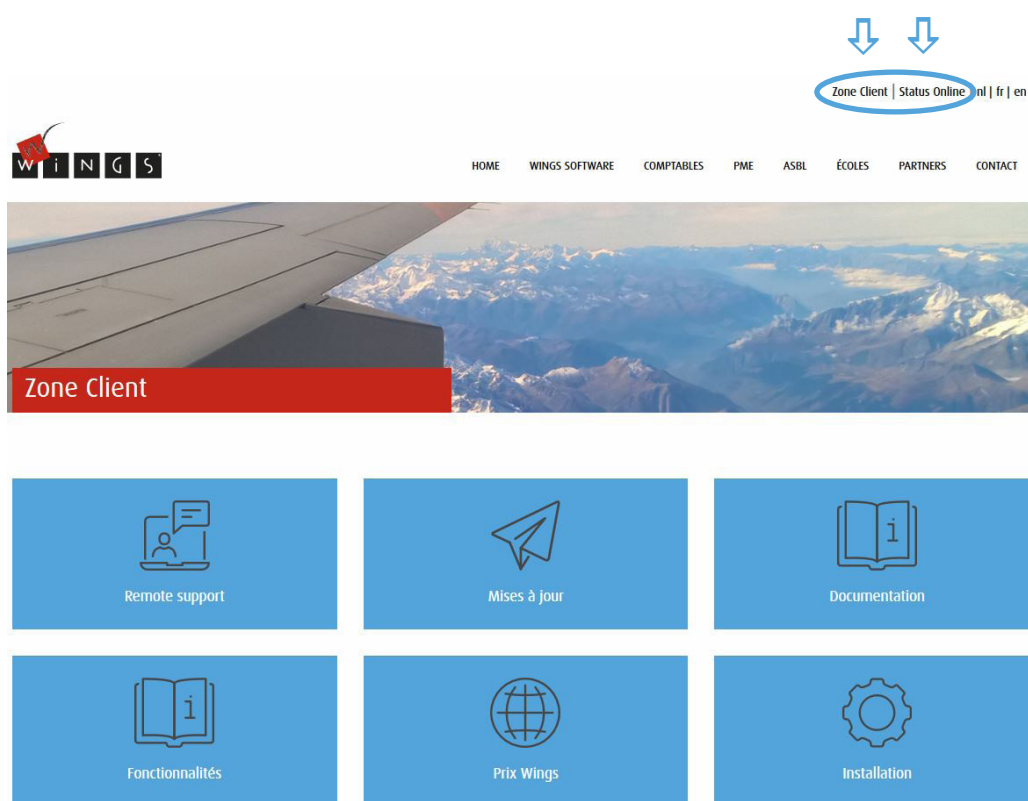 Zone Client | Status Online nl | fr | en
WiNGS
HOME WINGS SOFTWARE COMPTABLES PME ASBL ÉCOLES PARTNERS CONTACT
Zone Client
Remote support Mises à jour Documentation
Fonctionnalités Prix Wings Installation